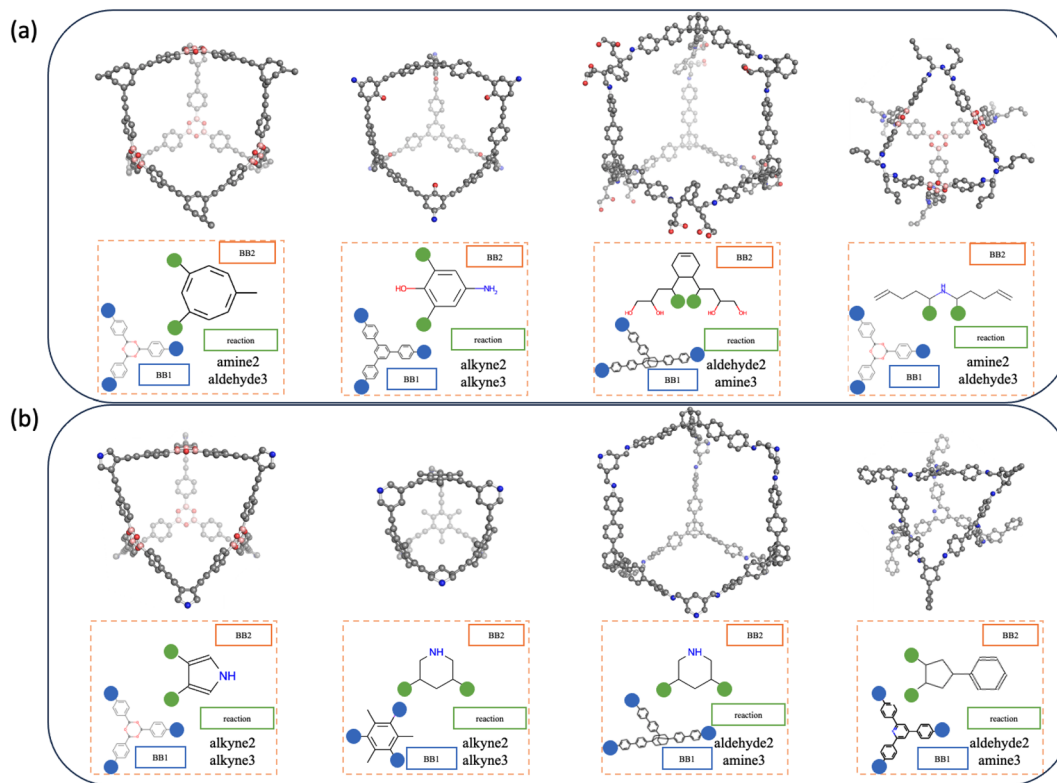 (a)
BB2
HO
NH₂
BB2
BB2
HO
OH
HO
OH
BB2
N
H
reaction
reaction
reaction
reaction
BB1
BB1
BB1
BB1
amine2
aldehyde3
alkyne2
alkyne3
aldehyde2
amine3
amine2
aldehyde3
(b)
BB2
NH
BB2
NH
BB2
NH
BB2
reaction
reaction
reaction
reaction
BB1
BB1
BB1
BB1
alkyne2
alkyne3
alkyne2
alkyne3
aldehyde2
amine3
aldehyde2
amine3